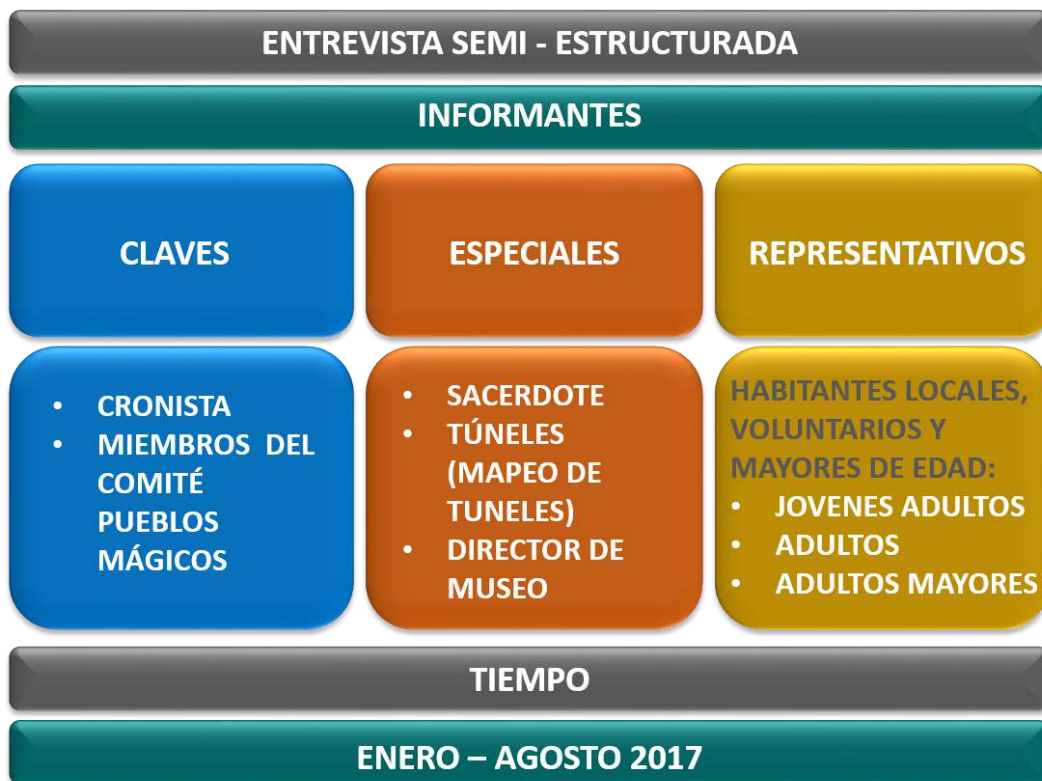 ENTREVISTA SEMI - ESTRUCTURADA
INFORMANTES
CLAVES
ESPECIALES
REPRESENTATIVOS
• CRONISTA
• MIEMBROS DEL
COMITÉ
PUEBLOS
MÁGICOS
• SACERDOTE
• TÚNELES
(MAPEO DE
TUNELES)
• DIRECTOR DE
MUSEO
HABITANTES LOCALES,
VOLUNTARIOS Y
MAYORES DE EDAD:
• JOVENES ADULTOS
• ADULTOS
• ADULTOS MAYORES
TIEMPO
ENERO – AGOSTO 2017